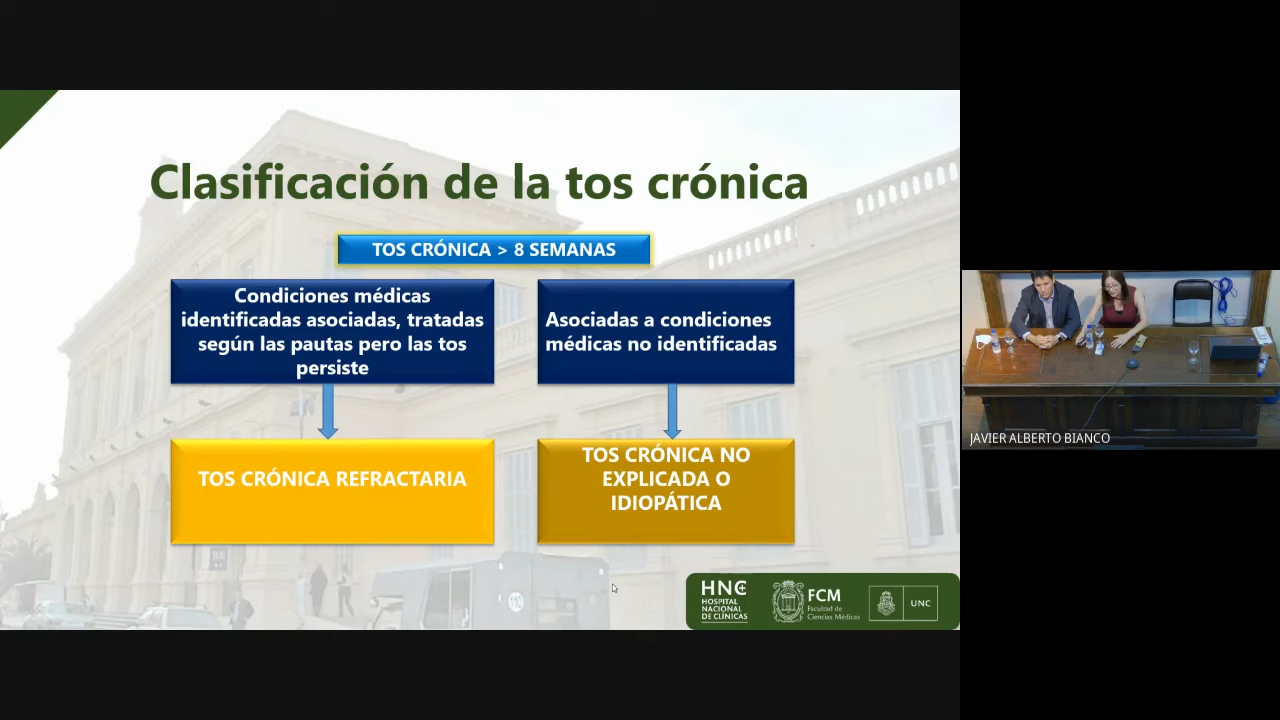 Clasificación de la tos crónica
TOS CRÓNICA > 8 SEMANAS
Condiciones médicas
identificadas asociadas, tratadas
según las pautas pero las tos
persiste
Asociadas a condiciones
médicas no identificadas
TOS CRÓNICA REFRACTARIA
TOS CRÓNICA NO
EXPLICADA O
IDIOPÁTICA
HNC
HOSPITAL
NACIONAL
DE CLÍNICAS
FCM
Facultad de
Ciencias Médicas
UNC
JAVIER ALBERTO BIANCO